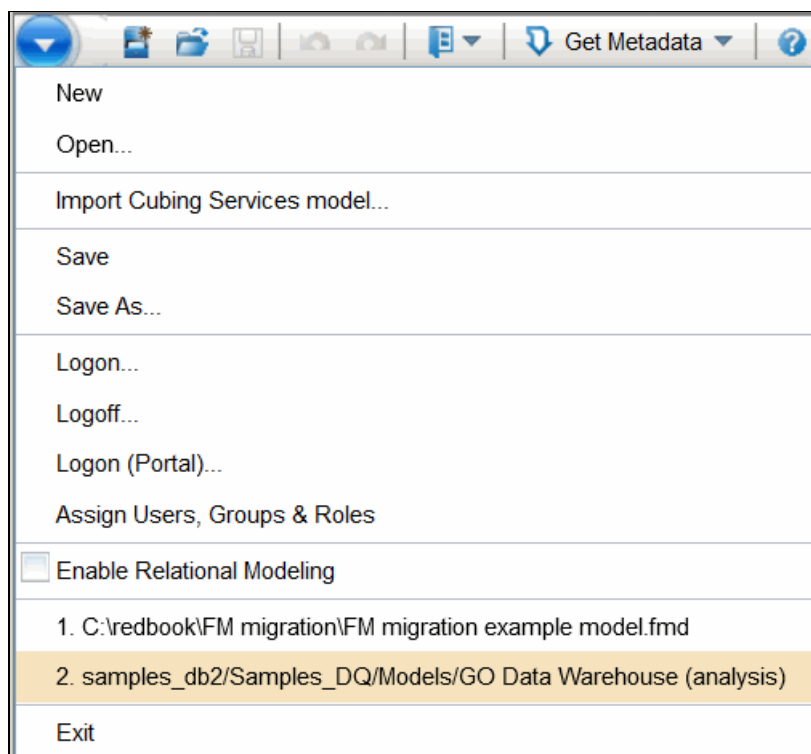 Get Metadata
New
Open...
Import Cubing Services model...
Save
Save As...
Logon...
Logoff...
Logon (Portal)...
Assign Users, Groups & Roles
Enable Relational Modeling
1. C:\redbook\FM migration\FM migration example model.fmd
2. samples_db2/Samples_DQ/Models/GO Data Warehouse (analysis)
Exit